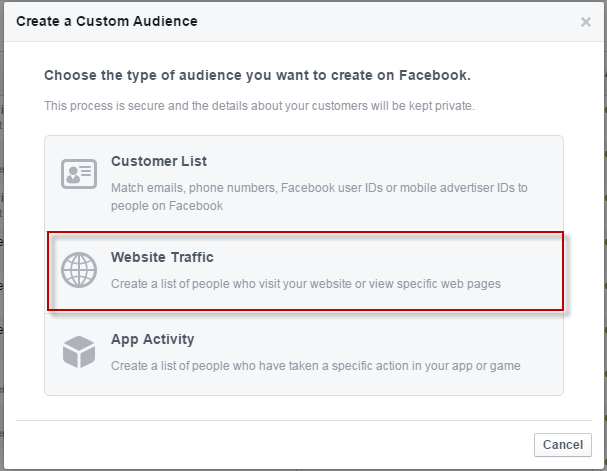 Create a Custom Audience
Choose the type of audience you want to create on Facebook.
This process is secure and the details about your customers will be kept private.
Customer List
Match emails, phone numbers, Facebook user IDs or mobile advertiser IDs to
people on Facebook
Website Traffic
Create a list of people who visit your website or view specific web pages
App Activity
Create a list of people who have taken a specific action in your app or game
Cancel